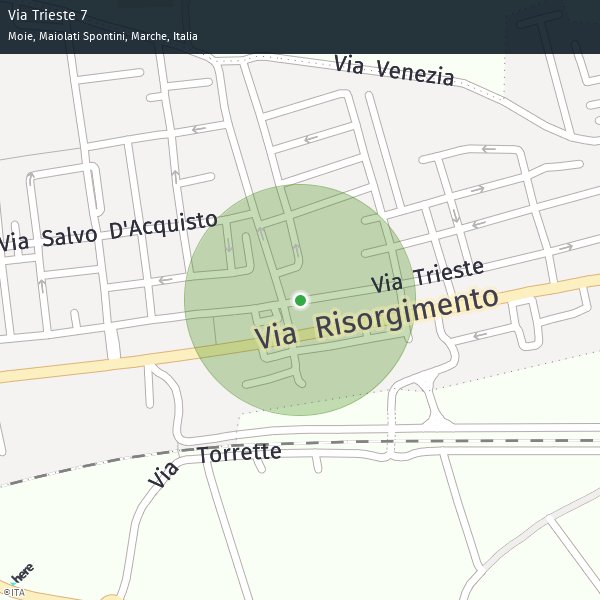 Via Trieste 7
Moie, Maiolati Spontini, Marche, Italia
Via Venezia
Via Salvo D'Acquisto
Via Trieste
Via Risorgimento
Via Torrette
here
©ITA